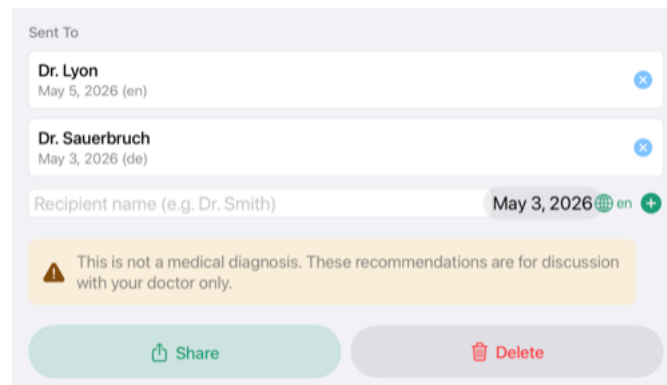 Sent To
Dr. Lyon
May 5, 2026 (en)
Dr. Sauerbruch
May 3, 2026 (de)
Recipient name (e.g. Dr. Smith) May 3, 2026 en
This is not a medical diagnosis. These recommendations are for discussion
with your doctor only.
Share Delete